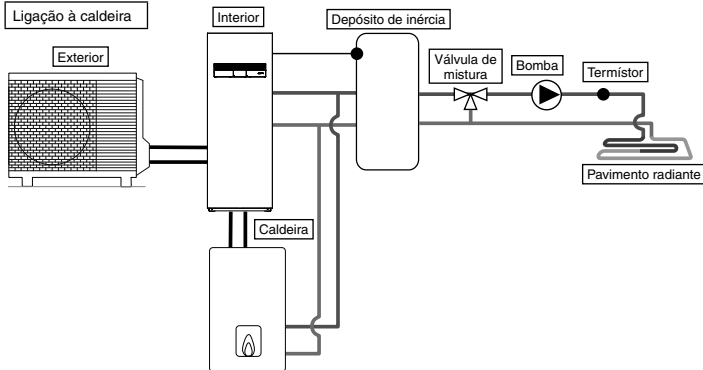 Ligação à caldeira
Interior
Depósito de inércia
Exterior
Válvula de
mistura
Bomba
Termístor
Pavimento radiante
Caldeira